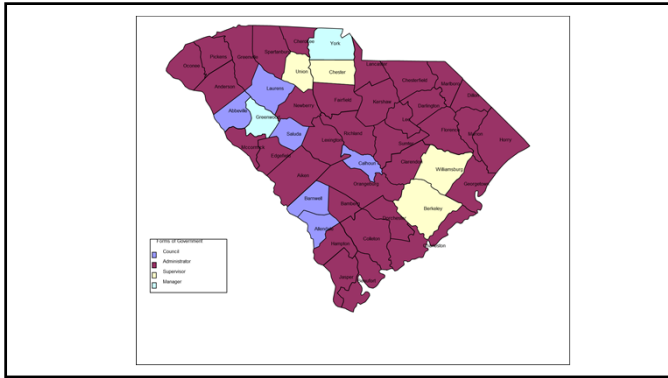 Cherokee
York
Spartanburg
Greenville
Pickens
Oconee
Lancaster
Union
Chester
Chesterfield
Marlboro
Anderson
Laurens
Dillon
Darlington
Kershaw
Fairfield
Newberry
Abbeville
Greenwood
Lee
Florence
Marion
Horry
Saluda
Richland
Lexington
Sumter
McCormick
Edgefield
Clarendon
Calhoun
Williamsburg
Aiken
Orangeburg
Georgetown
Barnwell
Bamberg
Berkeley
Dorchester
Allendale
Colleton
Hampton
Charleston
Jasper
Beaufort
Forms of Government
Council
Administrator
Supervisor
Manager